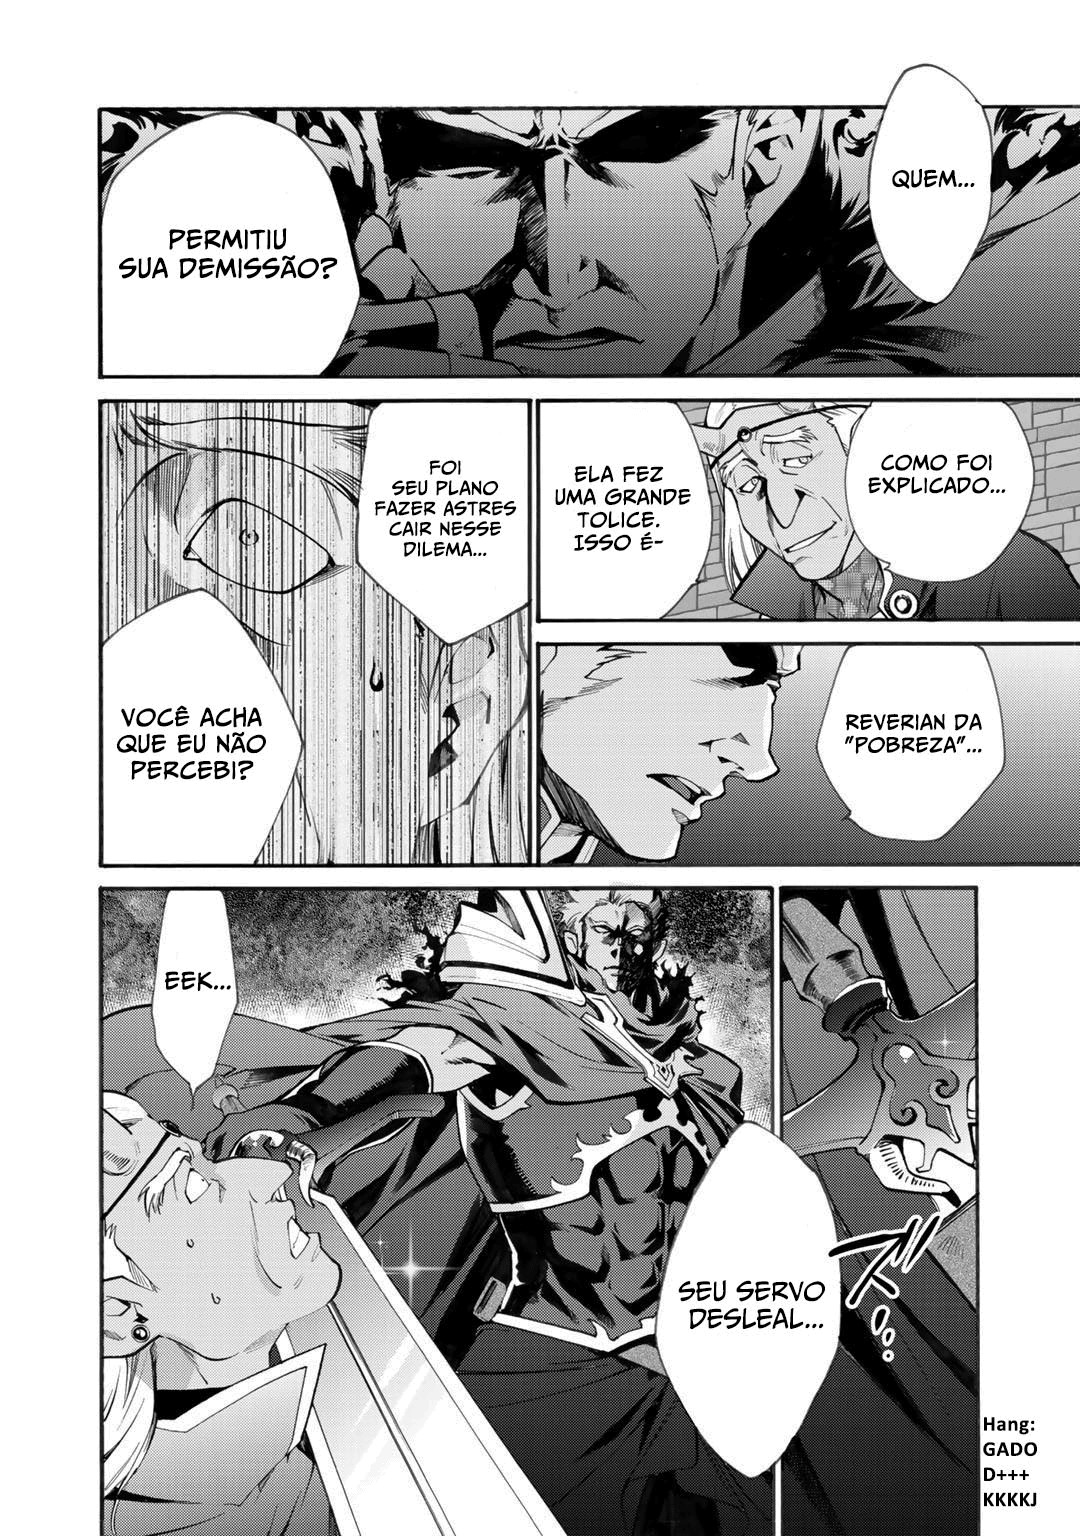 QUEM...
PERMITIU
SUA DEMISSÃO?
COMO FOI
EXPLICADO...
ELA FEZ
UMA GRANDE
TOLICE.
ISSO É-
REVERIAN DA
"POBREZA"...
FOI
SEU PLANO
FAZER ASTRES
CAIR NESSE
DILEMA...
VOCÊ ACHA
QUE EU NÃO
PERCEBI?
SEU SERVO
DESLEAL...
EEK...
Hang:
GADO
D+++
KKKKJ